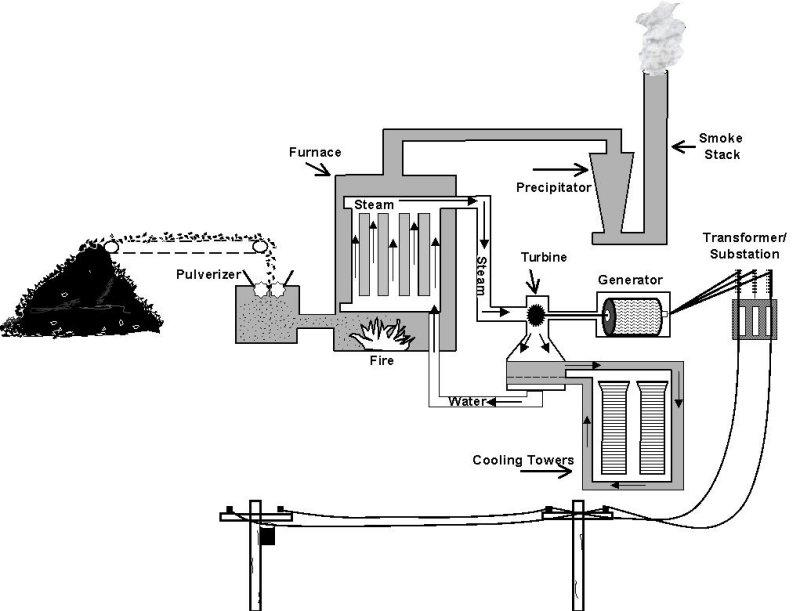 Smoke
Stack
Furnace
Precipitator
Steam
Transformer/
Substation
Pulverizer
Steam
Turbine
Generator
Fire
Water
Cooling Towers